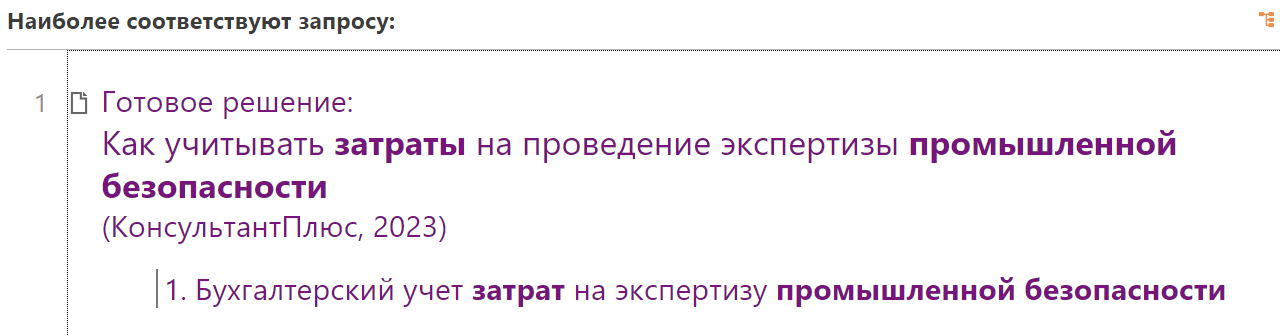 Наиболее соответствуют запросу:
1 Готовое решение:
Как учитывать затраты на проведение экспертизы промышленной
безопасности
(КонсультантПлюс, 2023)
1. Бухгалтерский учет затрат на экспертизу промышленной безопасности